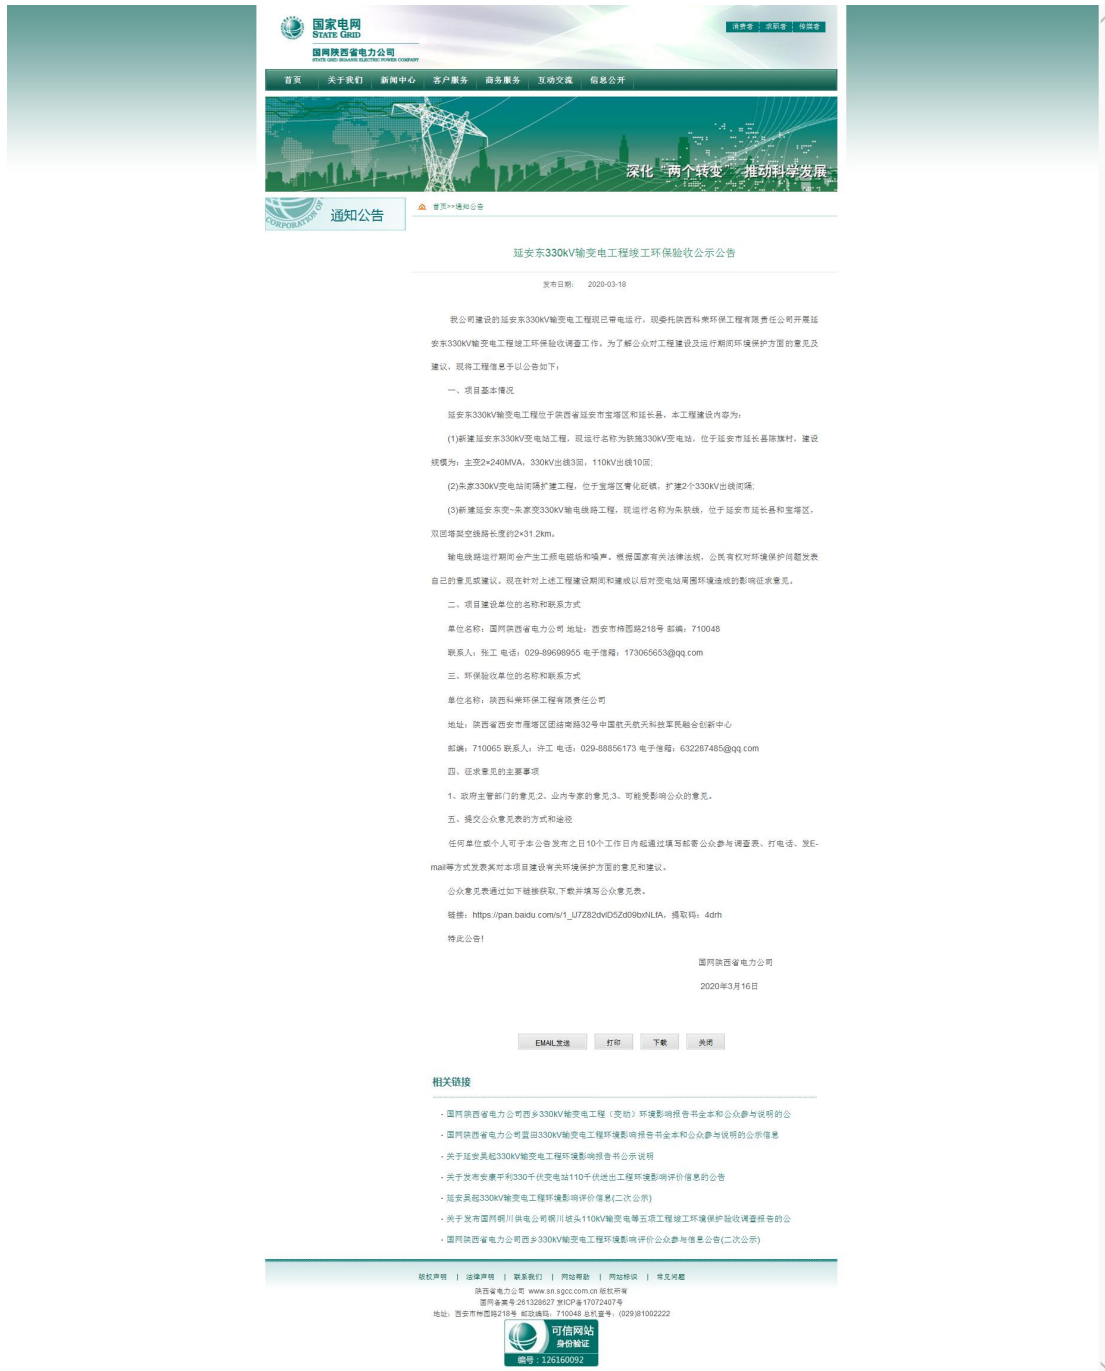 国家电网
STATE GRID
国网陕西省电力公司
STATE GRID SHAANXI ELECTRIC POWER COMPANY
消费者 求职者 传媒者
首页 关于我们 新闻中心 客户服务 商务服务 互动交流 信息公开
深化“两个转变” 推动科学发展
CORPORATION OF
通知公告
首页>>通知公告
延安东330kV输变电工程竣工环保验收公示公告
发布日期： 2020-03-18
我公司建设的延安东330kV输变电工程现已带电运行，现委托陕西科荣环保工程有限责任公司开展延
安东330kV输变电工程竣工环保验收调查工作。为了解公众对工程建设及运行期间环境保护方面的意见及
建议，现将工程信息予以公告如下：
一、项目基本情况
延安东330kV输变电工程位于陕西省延安市宝塔区和延长县，本工程建设内容为：
(1)新建延安东330kV变电站工程，现运行名称为肤施330kV变电站，位于延安市延长县陈旗村，建设
规模为：主变2×240MVA，330kV出线3回，110kV出线10回;
(2)朱家330kV变电站间隔扩建工程，位于宝塔区青化砭镇，扩建2个330kV出线间隔;
(3)新建延安东变~朱家变330kV输电线路工程，现运行名称为朱肤线，位于延安市延长县和宝塔区，
双回塔架空线路长度约2×31.2km。
输电线路运行期间会产生工频电磁场和噪声。根据国家有关法律法规，公民有权对环境保护问题发表
自己的意见或建议。现在针对上述工程建设期间和建成以后对变电站周围环境造成的影响征求意见。
二、项目建设单位的名称和联系方式
单位名称：国网陕西省电力公司 地址：西安市柿园路218号 邮编：710048
联系人：张工 电话：029-89698955 电子信箱：173065653@qq.com
三、环保验收单位的名称和联系方式
单位名称：陕西科荣环保工程有限责任公司
地址：陕西省西安市雁塔区团结南路32号中国航天航天科技军民融合创新中心
邮编：710065 联系人：许工 电话：029-88856173 电子信箱：632287485@qq.com
四、征求意见的主要事项
1、政府主管部门的意见;2、业内专家的意见;3、可能受影响公众的意见。
五、提交公众意见表的方式和途径
任何单位或个人可于本公告发布之日10个工作日内起通过填写邮寄公众参与调查表、打电话、发E-
mail等方式发表其对本项目建设有关环境保护方面的意见和建议。
公众意见表通过如下链接获取,下载并填写公众意见表。
链接：https://pan.baidu.com/s/1_lJ7Z82dvlD5Zd09bxNLfA，提取码：4drh
特此公告!
国网陕西省电力公司
2020年3月16日
EMAIL发送 打印 下载 关闭
相关链接
· 国网陕西省电力公司西乡330kV输变电工程（变动）环境影响报告书全本和公众参与说明的公
· 国网陕西省电力公司蓝田330kV输变电工程环境影响报告书全本和公众参与说明的公示信息
· 关于延安吴起330kV输变电工程环境影响报告书公示说明
· 关于发布安康平利330千伏变电站110千伏送出工程环境影响评价信息的公告
· 延安吴起330kV输变电工程环境影响评价信息(二次公示)
· 关于发布国网铜川供电公司铜川坡头110kV输变电等五项工程竣工环境保护验收调查报告的公
· 国网陕西省电力公司西乡330kV输变电工程环境影响评价公众参与信息公告(二次公示)
版权声明 | 法律声明 | 联系我们 | 网站帮助 | 网站标识 | 常见问题
陕西省电力公司 www.sn.sgcc.com.cn 版权所有
国网备案号:261328627 京ICP备17072407号
地址：西安市柿园路218号 邮政编码：710048 总机查号：(029)81002222
可信网站
身份验证
编号：126160092